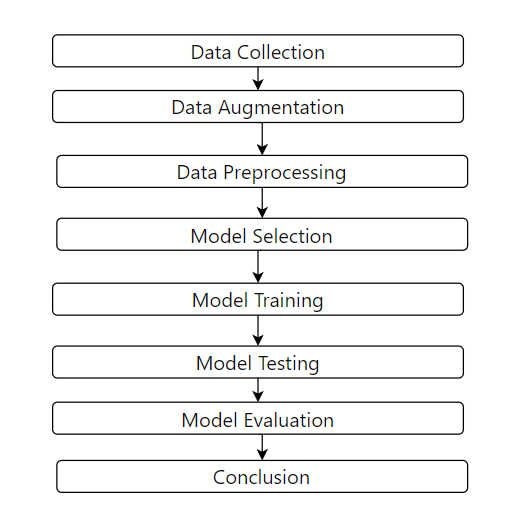 Data Collection
Data Augmentation
Data Preprocessing
Model Selection
Model Training
Model Testing
Model Evaluation
Conclusion